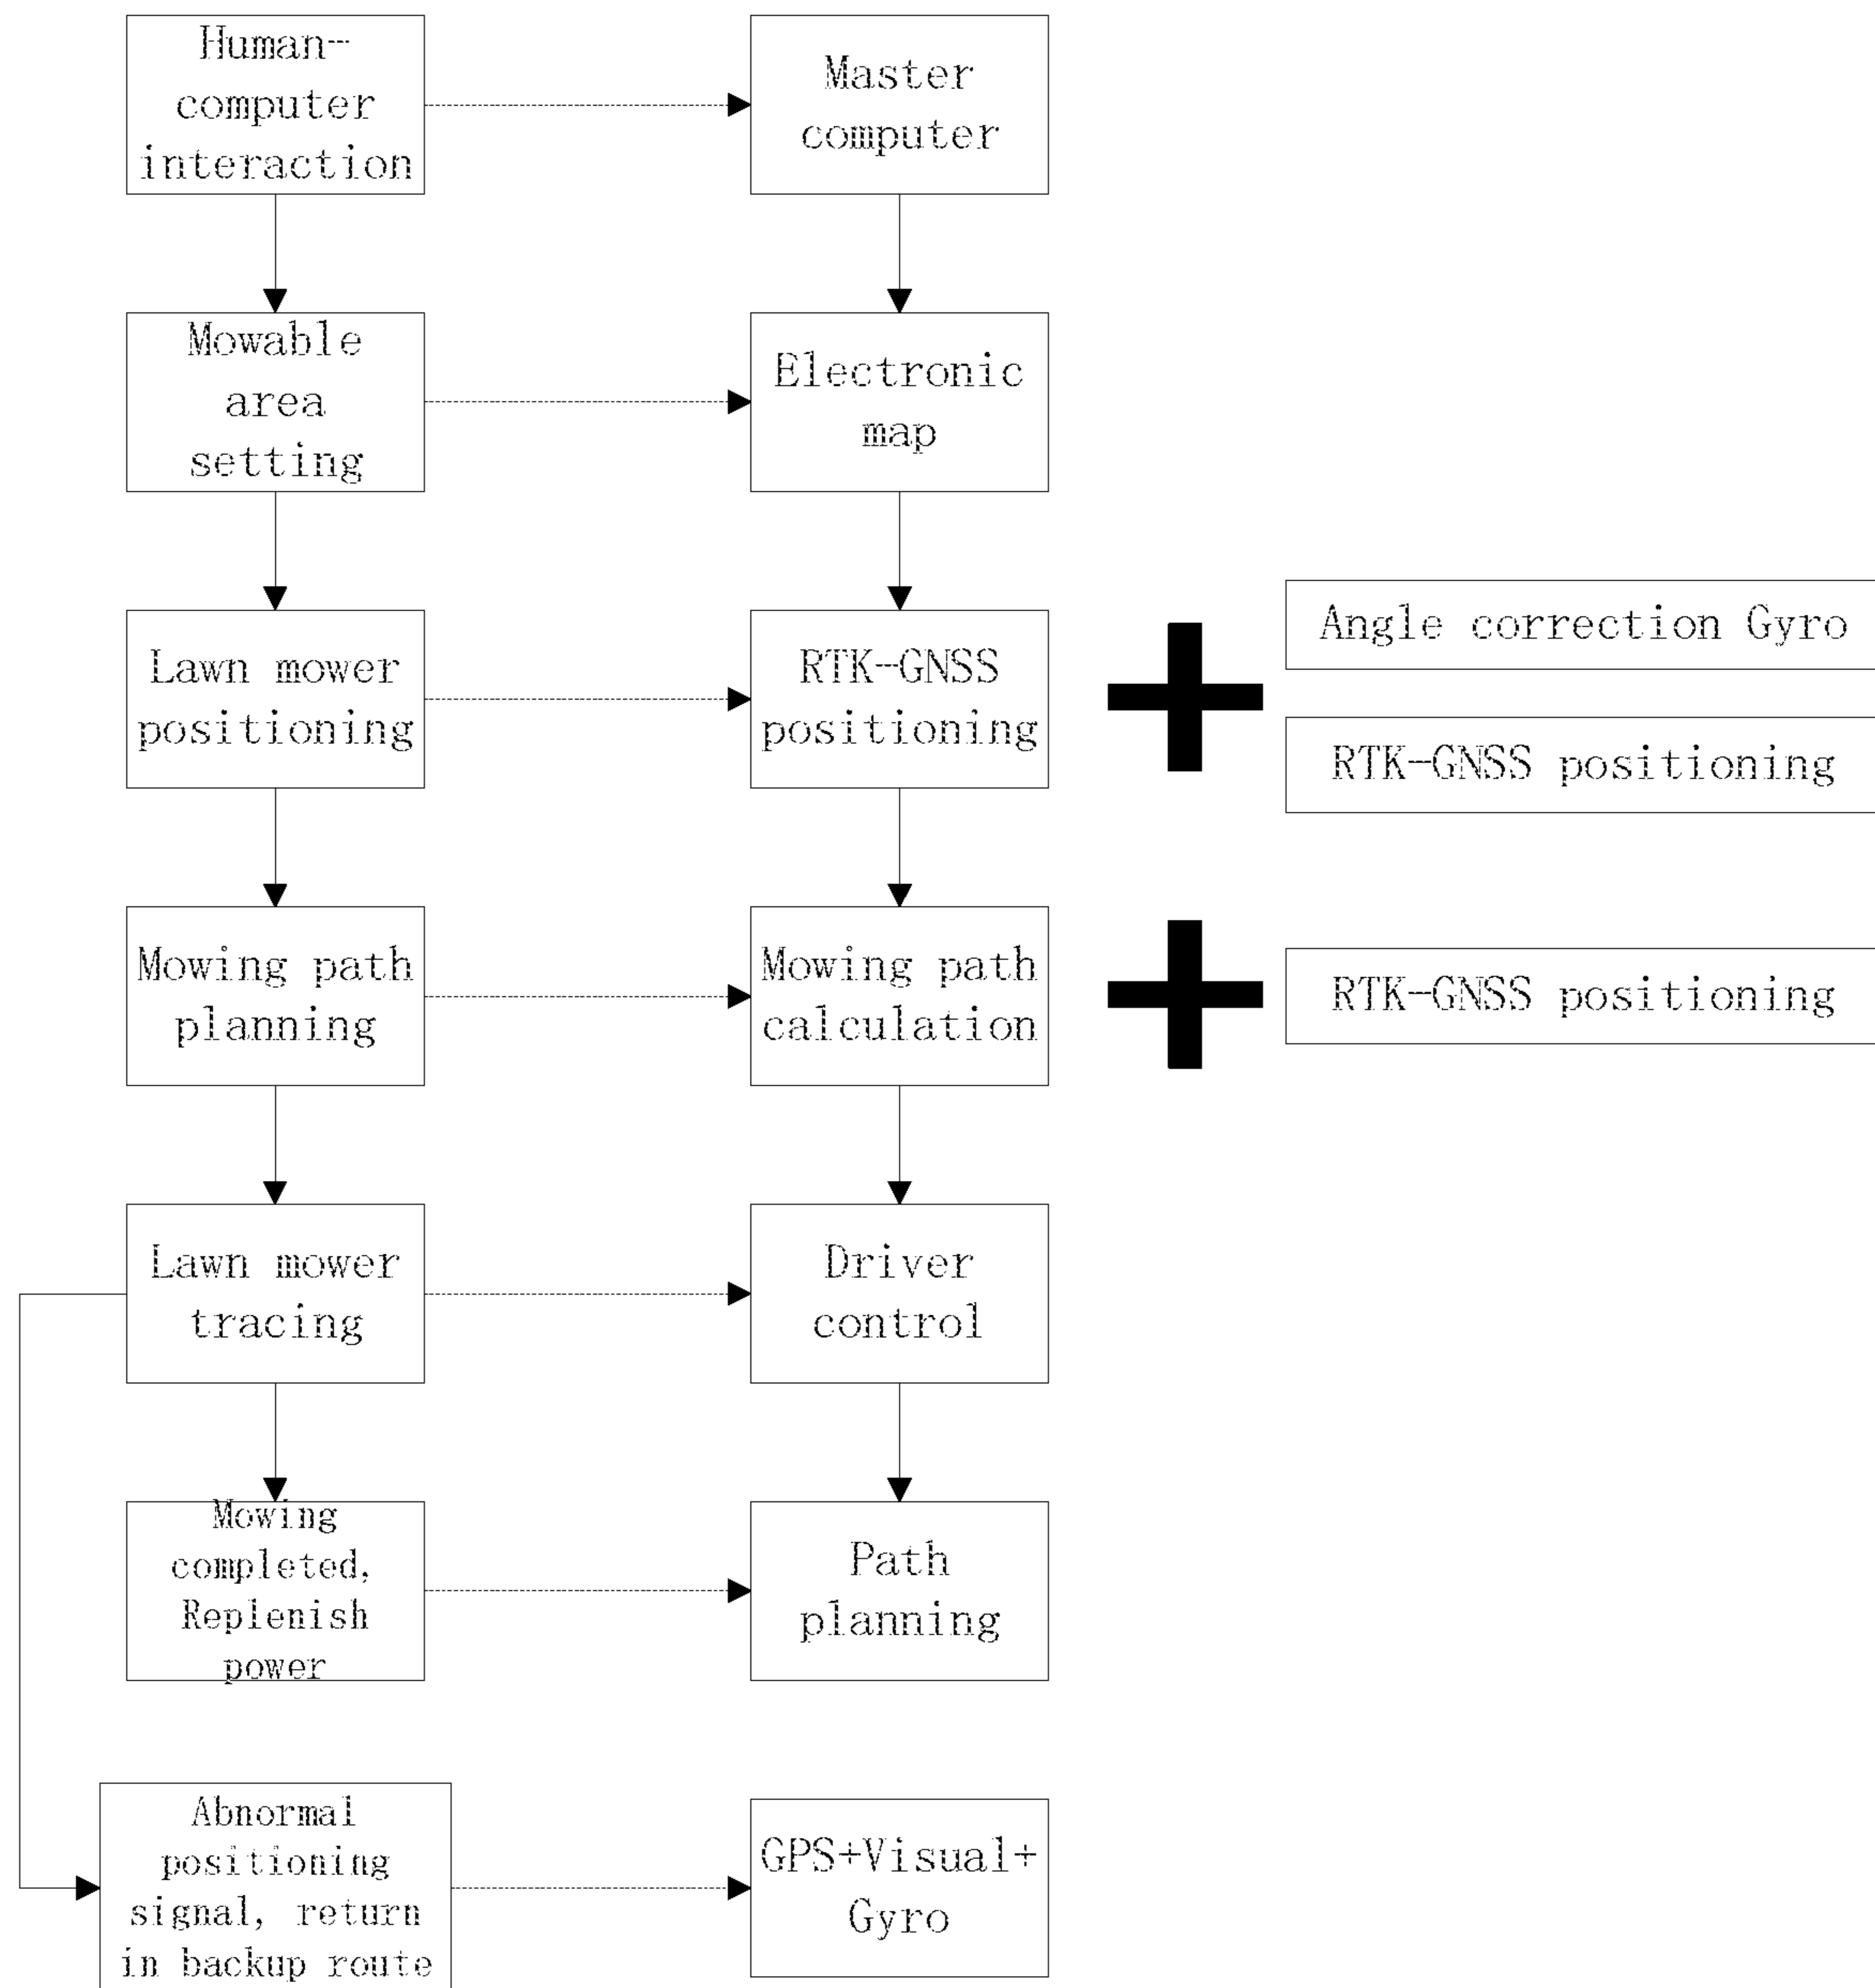 Human-
computer
interaction
Master
computer
Mowable
area
setting
Electronic
map
Lawn mower
positioning
RTK-GNSS
positioning
Angle correction Gyro
RTK-GNSS positioning
Mowing path
planning
Mowing path
calculation
RTK-GNSS positioning
Lawn mower
tracing
Driver
control
Mowing
completed,
Replenish
power
Path
planning
Abnormal
positioning
signal, return
in backup route
GPS+Visual+
Gyro